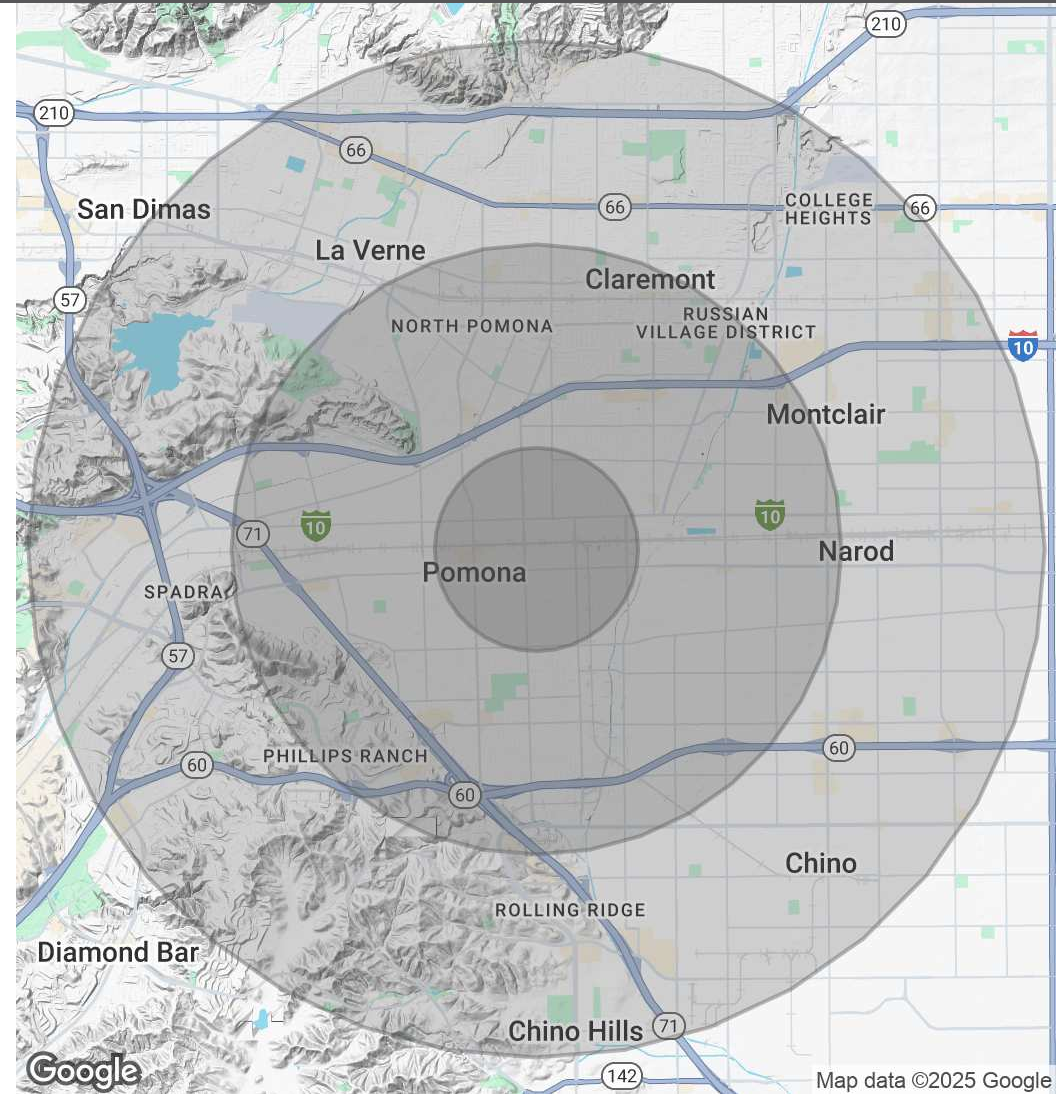 210
210
66
San Dimas
66
COLLEGE
HEIGHTS
66
La Verne
Claremont
57
NORTH POMONA
RUSSIAN
VILLAGE DISTRICT
10
Montclair
71
10
10
Narod
Pomona
SPADRA
57
60
PHILLIPS RANCH
60
60
Chino
ROLLING RIDGE
Diamond Bar
Chino Hills
71
Google
142
Map data ©2025 Google